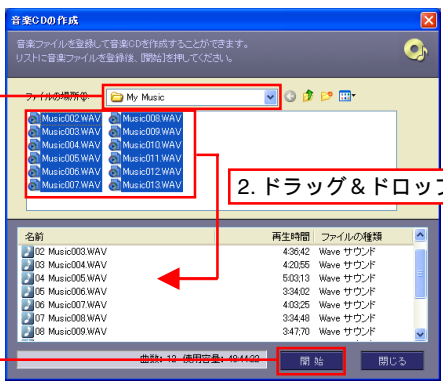 音楽CDの作成
音楽ファイルを登録して音楽CDを作成することができます。
リストに音楽ファイルを登録後、[開始]を押してください。
ファイルの場所(I):
My Music
Music002.WAV Music008.WAV
Music003.WAV Music009.WAV
Music004.WAV Music010.WAV
Music005.WAV Music011.WAV
Music006.WAV Music012.WAV
Music007.WAV Music013.WAV
2. ドラッグ&ドロップ
名前 再生時間 ファイルの種類
02 Music003.WAV 4:36;42 Wave サウンド
03 Music004.WAV 4:20;55 Wave サウンド
04 Music005.WAV 5:03;13 Wave サウンド
05 Music006.WAV 3:34;02 Wave サウンド
06 Music007.WAV 4:03;25 Wave サウンド
07 Music008.WAV 3:34;48 Wave サウンド
08 Music009.WAV 3:47;70 Wave サウンド
曲数: 12 使用容量:
開始 閉じる